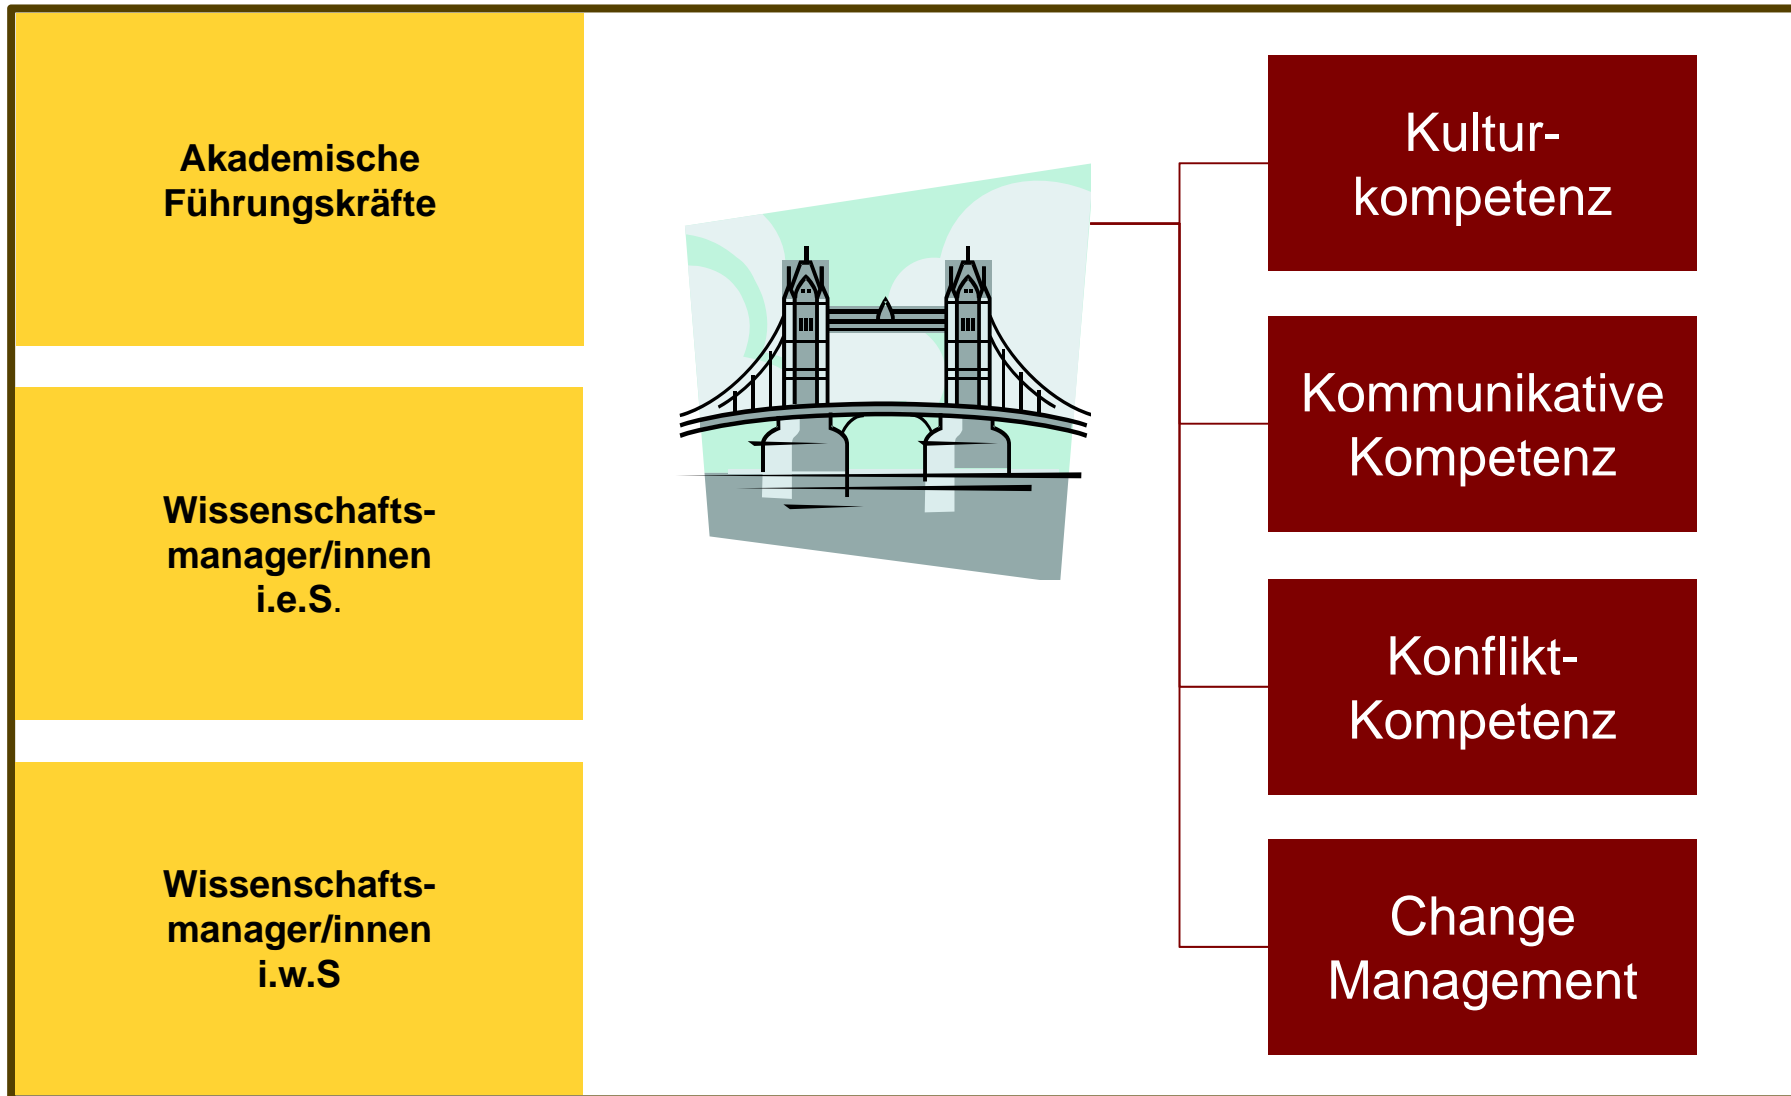 Akademische
Führungskräfte
Wissenschafts-
manager/innen
i.e.S.
Wissenschafts-
manager/innen
i.w.S
Kultur-
kompetenz
Kommunikative
Kompetenz
Konflikt-
Kompetenz
Change
Management